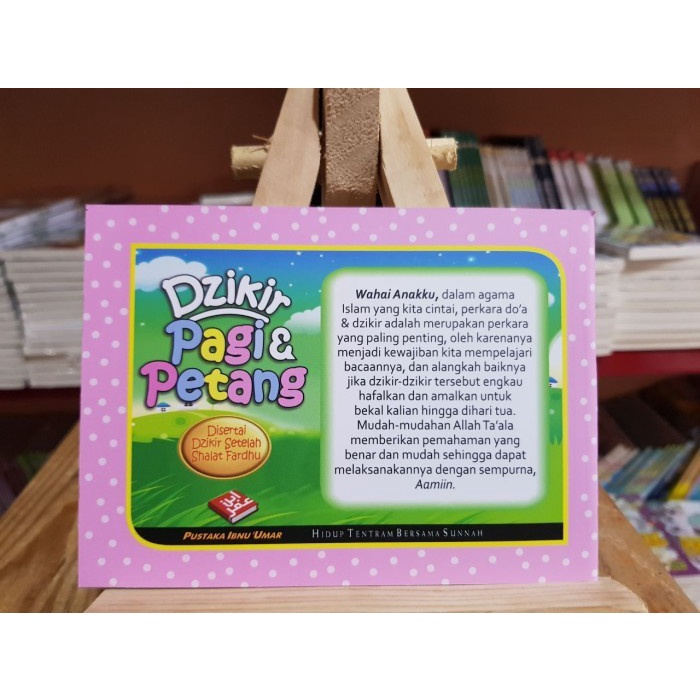 Dzikir
Pagi &
Petang
Disertai
Dzikir Setelah
Shalat Fardhu
PUSTAKA IBNU 'UMAR
HIDUP TENTRAM BERSAMA SUNNAH
Wahai Anakku, dalam agama
Islam yang kita cintai, perkara do'a
& dzikir adalah merupakan perkara
yang paling penting, oleh karenanya
menjadi kewajiban kita mempelajari
bacaannya, dan alangkah baiknya
jika dzikir-dzikir tersebut engkau
hafalkan dan amalkan untuk
bekal kalian hingga dihari tua.
Mudah-mudahan Allah Ta'ala
memberikan pemahaman yang
benar dan mudah sehingga dapat
melaksanakannya dengan sempurna,
Aamiin.